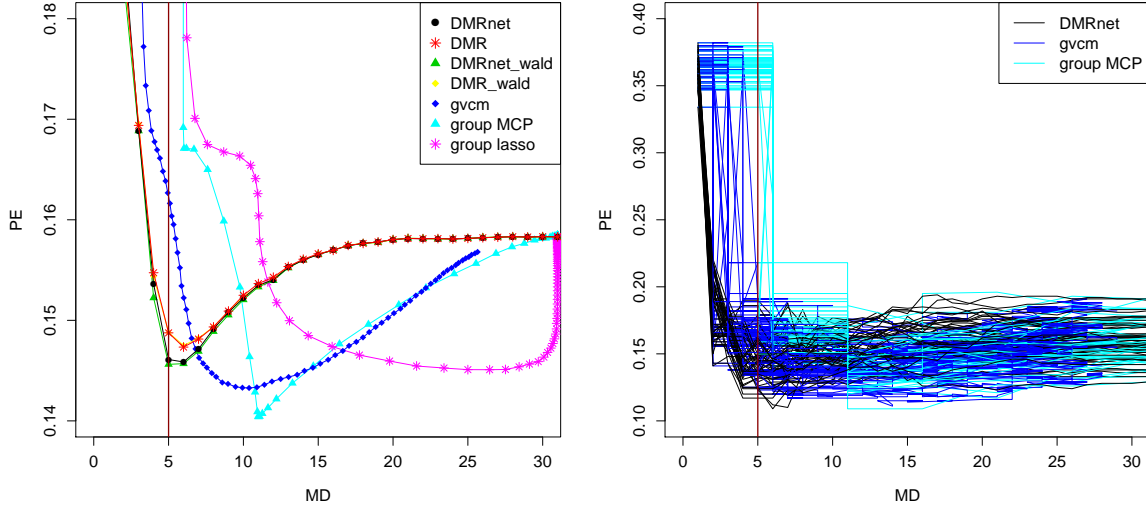 0.18
0.17
0.16
0.15
0.14
PE
0 5 10 15 20 25 30
MD
DMRnet
DMR
DMRnet_wald
DMR_wald
gvcm
group MCP
group lasso
0.40
0.35
0.30
0.25
0.20
0.15
0.10
PE
0 5 10 15 20 25 30
MD
DMRnet
gvcm
group MCP